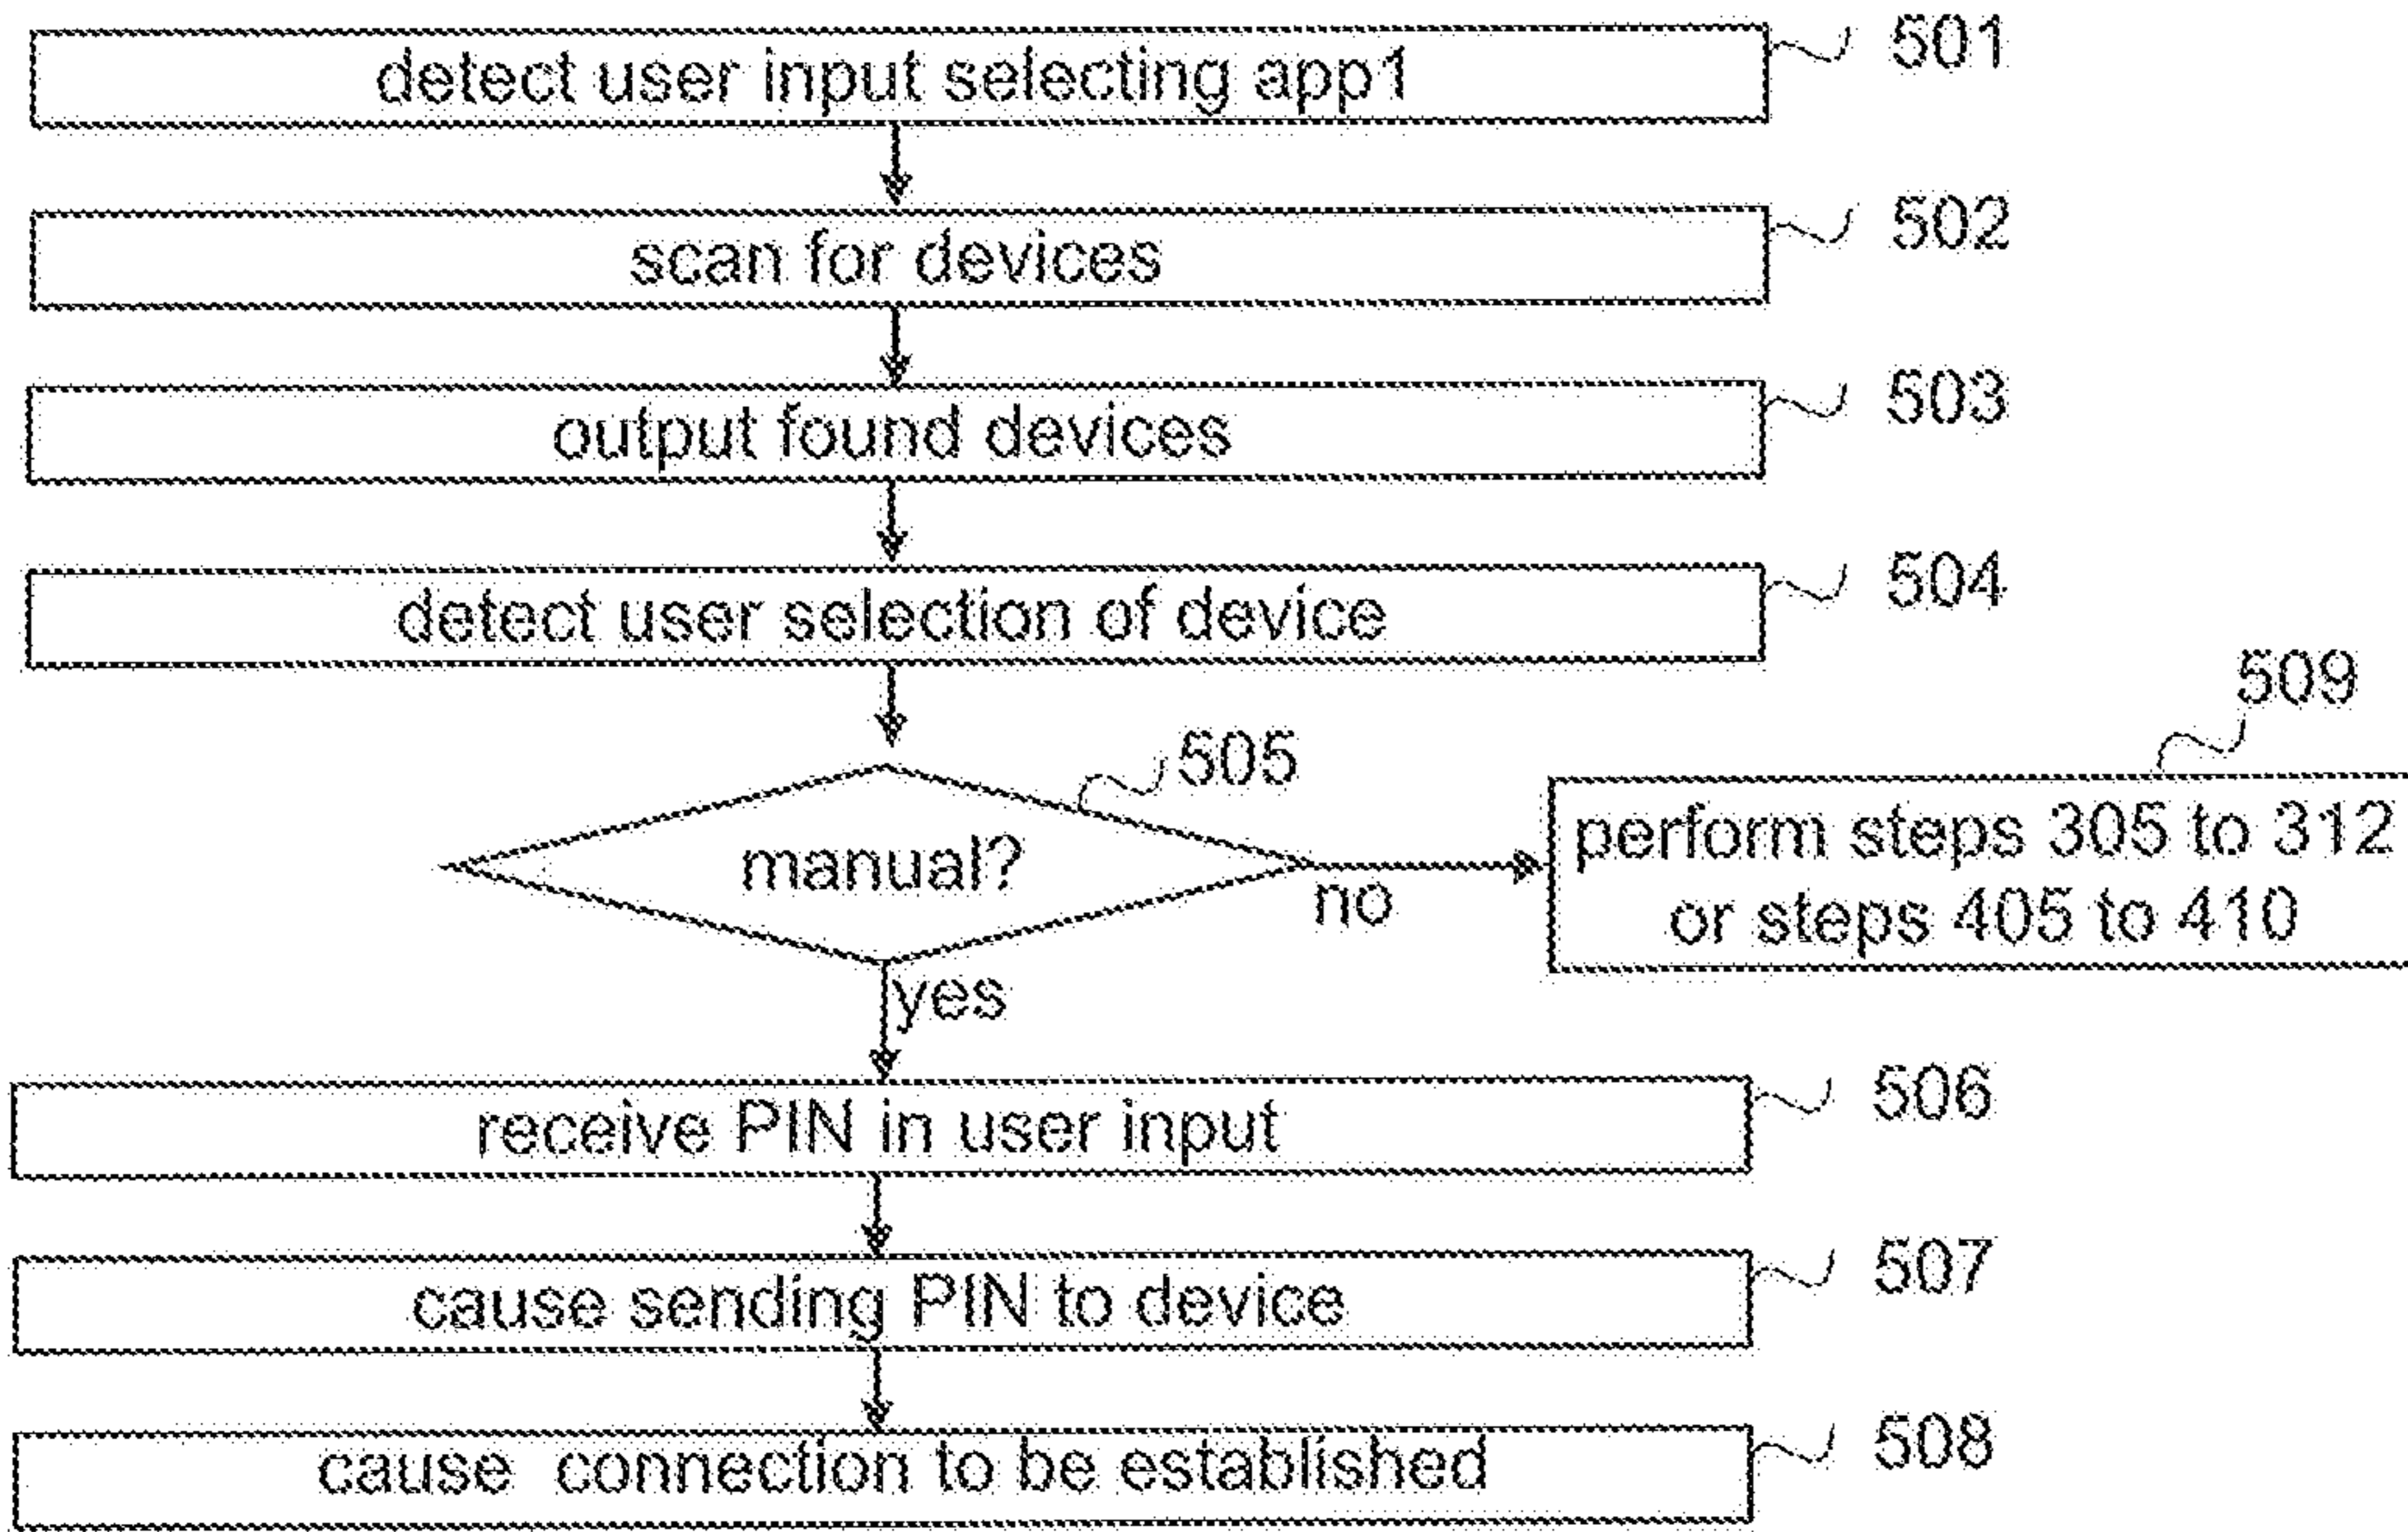 detect user input selecting app1
501
scan for devices
502
output found devices
503
detect user selection of device
504
509
505
manual?
perform steps 305 to 312
or steps 405 to 410
no
yes
receive PIN in user input
506
cause sending PIN to device
507
cause connection to be established
508